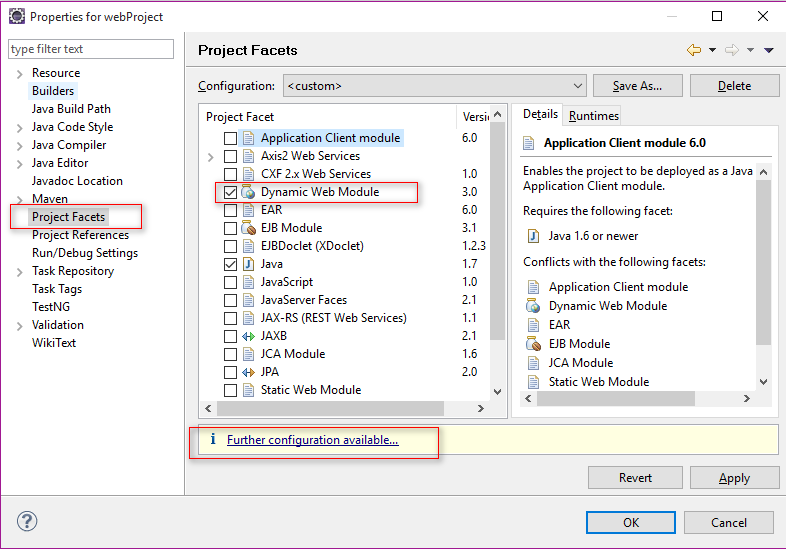 Properties for webProject
type filter text
Resource
Builders
Java Build Path
Java Code Style
Java Compiler
Java Editor
Javadoc Location
Maven
Project Facets
Project References
Run/Debug Settings
Task Repository
Task Tags
TestNG
Validation
WikiText
Project Facets
Configuration: <custom> Save As... Delete
Project Facet Versio
Application Client module 6.0
Axis2 Web Services
CXF 2.x Web Services 1.0
Dynamic Web Module 3.0
EAR 6.0
EJB Module 3.1
EJBDoclet (XDoclet) 1.2.3
Java 1.7
JavaScript 1.0
JavaServer Faces 2.1
JAX-RS (REST Web Services) 1.1
JAXB 2.1
JCA Module 1.6
JPA 2.0
Static Web Module
Details Runtimes
Application Client module 6.0
Enables the project to be deployed as a Java
Application Client module.
Requires the following facet:
Java 1.6 or newer
Conflicts with the following facets:
Application Client module
Dynamic Web Module
EAR
EJB Module
JCA Module
Static Web Module
Further configuration available...
Revert Apply
OK Cancel